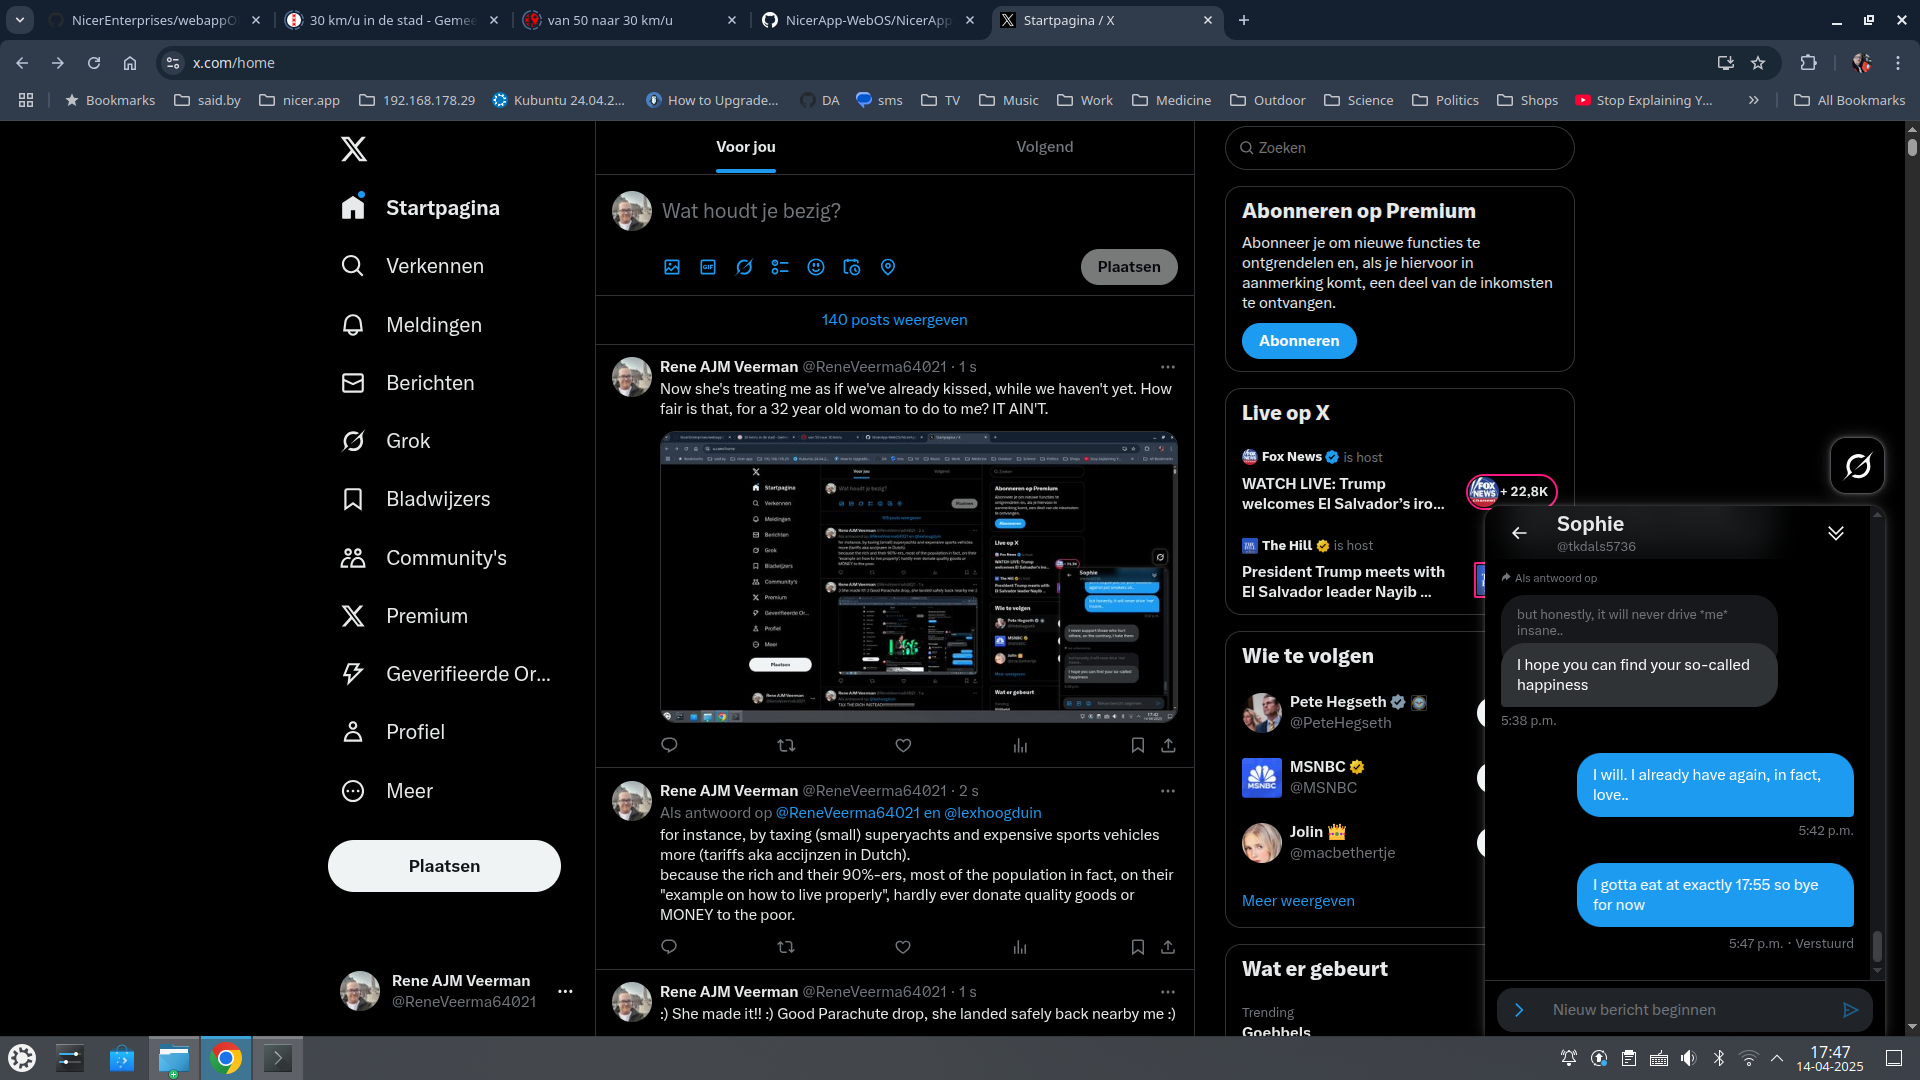 NicerEnterprises/webappO
30 km/u in de stad - Gemee
van 50 naar 30 km/u
NicerApp-WebOS/NicerApp
Startpagina / X
x.com/home
Bookmarks
said.by
nicer.app
192.168.178.29
Kubuntu 24.04.2...
How to Upgrade...
DA
sms
TV
Music
Work
Medicine
Outdoor
Science
Politics
Shops
Stop Explaining Y...
All Bookmarks
Startpagina
Verkennen
Meldingen
Berichten
Grok
Bladwijzers
Community's
Premium
Geverifieerde Or...
Profiel
Meer
Plaatsen
Rene AJM Veerman
@ReneVeerma64021
Voor jou
Volgend
Wat houdt je bezig?
GIF
Plaatsen
140 posts weergeven
Rene AJM Veerman @ReneVeerma64021 · 1 s
Now she's treating me as if we've already kissed, while we haven't yet. How
fair is that, for a 32 year old woman to do to me? IT AIN'T.
Rene AJM Veerman @ReneVeerma64021 · 2 s
Als antwoord op @ReneVeerma64021 en @lexhoogduin
for instance, by taxing (small) superyachts and expensive sports vehicles
more (tariffs aka accijnzen in Dutch).
because the rich and their 90%-ers, most of the population in fact, on their
"example on how to live properly", hardly ever donate quality goods or
MONEY to the poor.
Rene AJM Veerman @ReneVeerma64021 · 1 s
:) She made it!! :) Good Parachute drop, she landed safely back nearby me :)
Zoeken
Abonneren op Premium
Abonneer je om nieuwe functies te
ontgrendelen en, als je hiervoor in
aanmerking komt, een deel van de inkomsten
te ontvangen.
Abonneren
Live op X
Fox News is host
WATCH LIVE: Trump
welcomes El Salvador's iro...
FOX NEWS
+ 22,8K
The Hill is host
President Trump meets with
El Salvador leader Nayib ...
Wie te volgen
Pete Hegseth
@PeteHegseth
MSNBC
@MSNBC
Jolin
@macbethertje
Meer weergeven
Wat er gebeurt
Trending
Goebbels
Sophie
@tkdals5736
Als antwoord op
but honestly, it will never drive *me*
insane..
I hope you can find your so-called
happiness
5:38 p.m.
I will. I already have again, in fact,
love..
5:42 p.m.
I gotta eat at exactly 17:55 so bye
for now
5:47 p.m. · Verstuurd
Nieuw bericht beginnen
17:47
14-04-2025